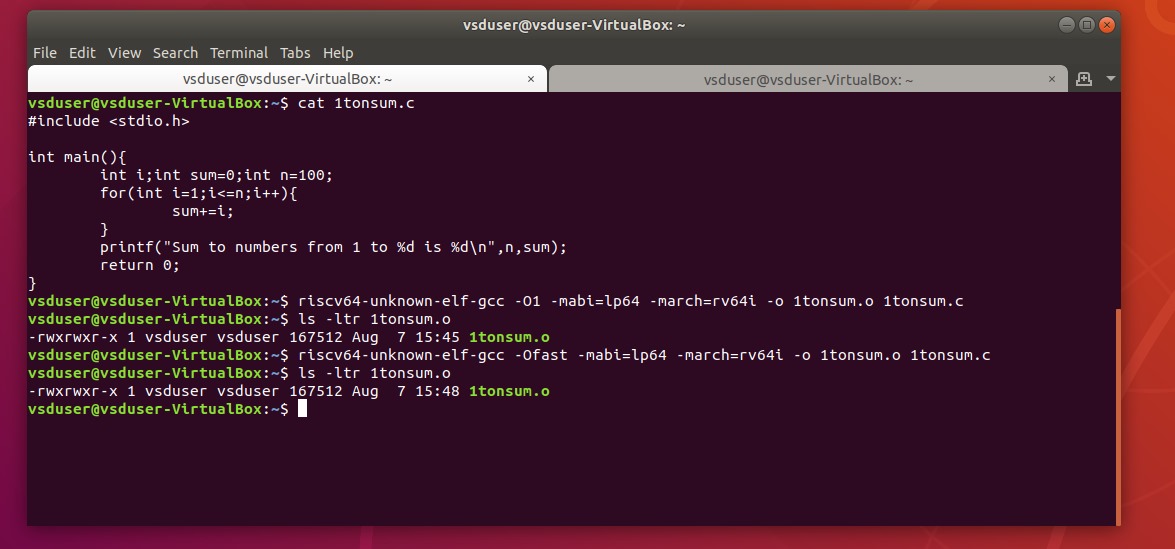 vsduser@vsduser-VirtualBox: ~
File Edit View Search Terminal Tabs Help
vsduser@vsduser-VirtualBox: ~ × vsduser@vsduser-VirtualBox: ~ ×
vsduser@vsduser-VirtualBox:~$ cat 1tonsum.c
#include <stdio.h>

int main(){
        int i;int sum=0;int n=100;
        for(int i=1;i<=n;i++){
                sum+=i;
        }
        printf("Sum to numbers from 1 to %d is %d\n",n,sum);
        return 0;
}
vsduser@vsduser-VirtualBox:~$ riscv64-unknown-elf-gcc -O1 -mabi=lp64 -march=rv64i -o 1tonsum.o 1tonsum.c
vsduser@vsduser-VirtualBox:~$ ls -ltr 1tonsum.o
-rwxrwxr-x 1 vsduser vsduser 167512 Aug  7 15:45 1tonsum.o
vsduser@vsduser-VirtualBox:~$ riscv64-unknown-elf-gcc -Ofast -mabi=lp64 -march=rv64i -o 1tonsum.o 1tonsum.c
vsduser@vsduser-VirtualBox:~$ ls -ltr 1tonsum.o
-rwxrwxr-x 1 vsduser vsduser 167512 Aug  7 15:48 1tonsum.o
vsduser@vsduser-VirtualBox:~$